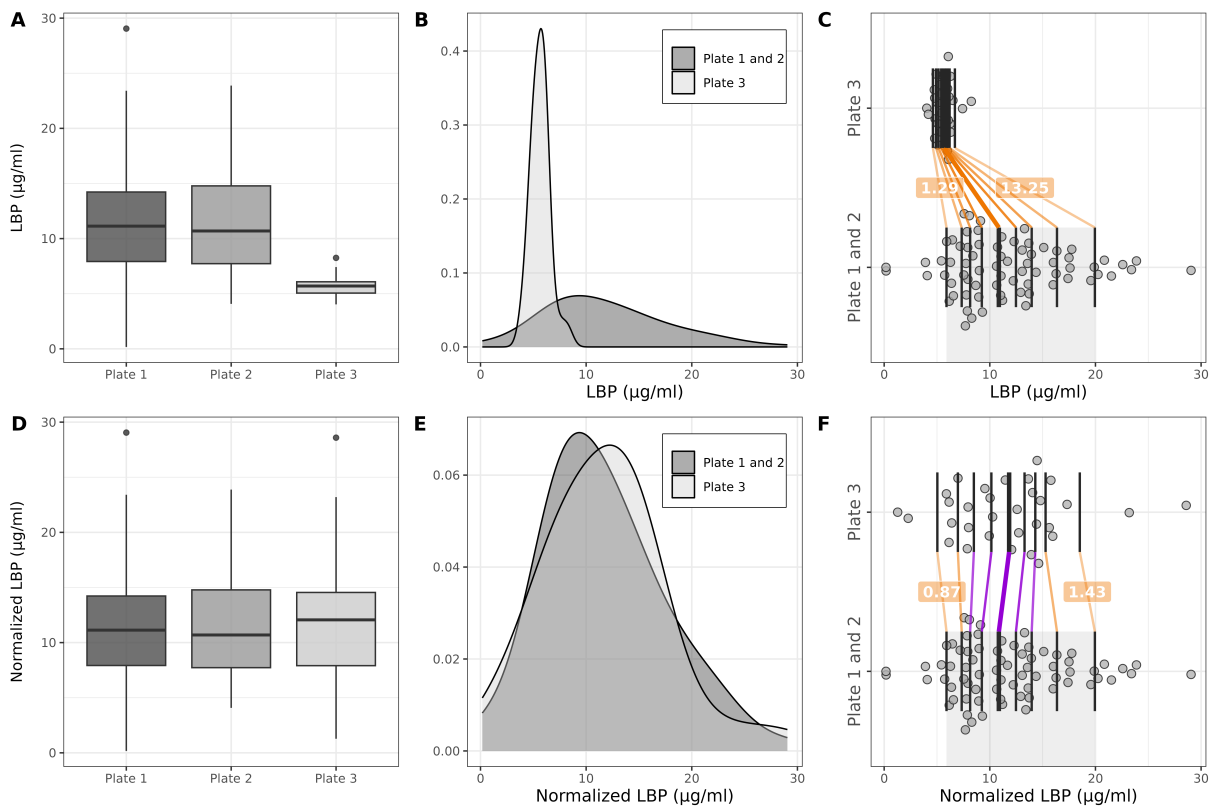 A
LBP (µg/ml)
30
20
10
0
Plate 1
Plate 2
Plate 3
B
0.4
0.3
0.2
0.1
0.0
Plate 1 and 2
Plate 3
0
10
20
30
LBP (µg/ml)
C
Plate 3
Plate 1 and 2
1.29
13.25
0
10
20
30
LBP (µg/ml)
D
Normalized LBP (µg/ml)
30
20
10
0
Plate 1
Plate 2
Plate 3
E
0.06
0.04
0.02
0.00
Plate 1 and 2
Plate 3
0
10
20
30
Normalized LBP (µg/ml)
F
Plate 3
Plate 1 and 2
0.87
1.43
0
10
20
30
Normalized LBP (µg/ml)